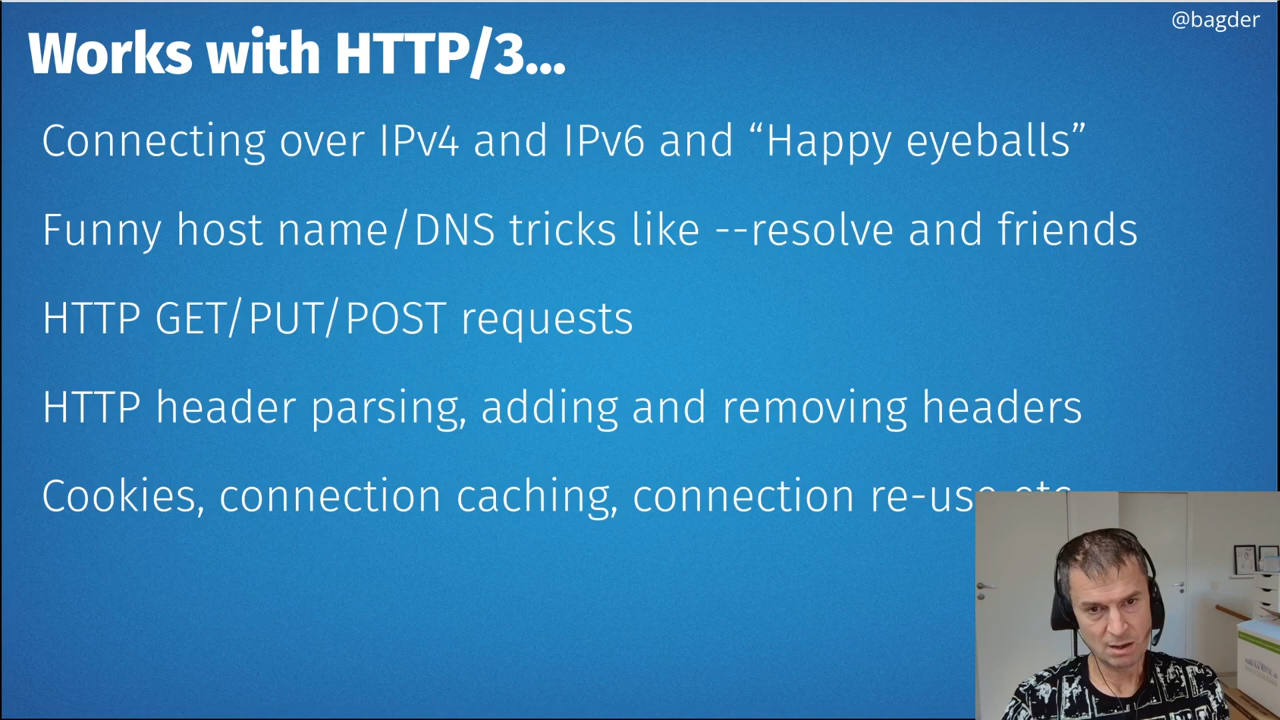 @bagder
Works with HTTP/3...
Connecting over IPv4 and IPv6 and “Happy eyeballs”
Funny host name/DNS tricks like --resolve and friends
HTTP GET/PUT/POST requests
HTTP header parsing, adding and removing headers
Cookies, connection caching, connection re-use etc